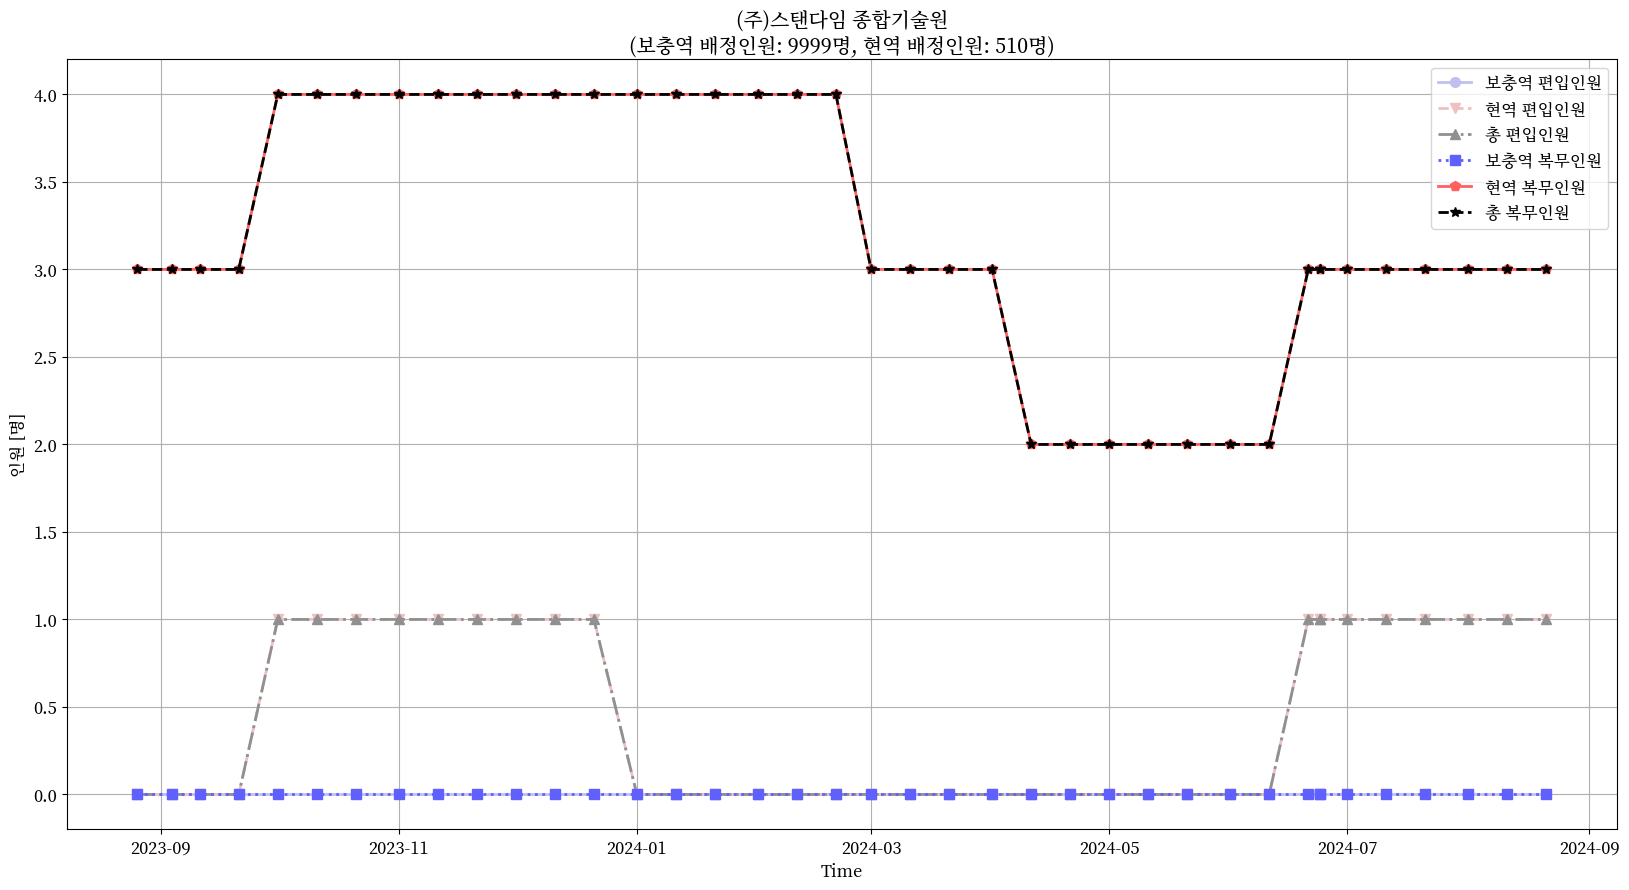 (주)스탠다임 종합기술원
(보충역 배정인원: 9999명, 현역 배정인원: 510명)
보충역 편입인원
현역 편입인원
총 편입인원
보충역 복무인원
현역 복무인원
총 복무인원
인원 [명]
4.0
3.5
3.0
2.5
2.0
1.5
1.0
0.5
0.0
2023-09
2023-11
2024-01
2024-03
2024-05
2024-07
2024-09
Time